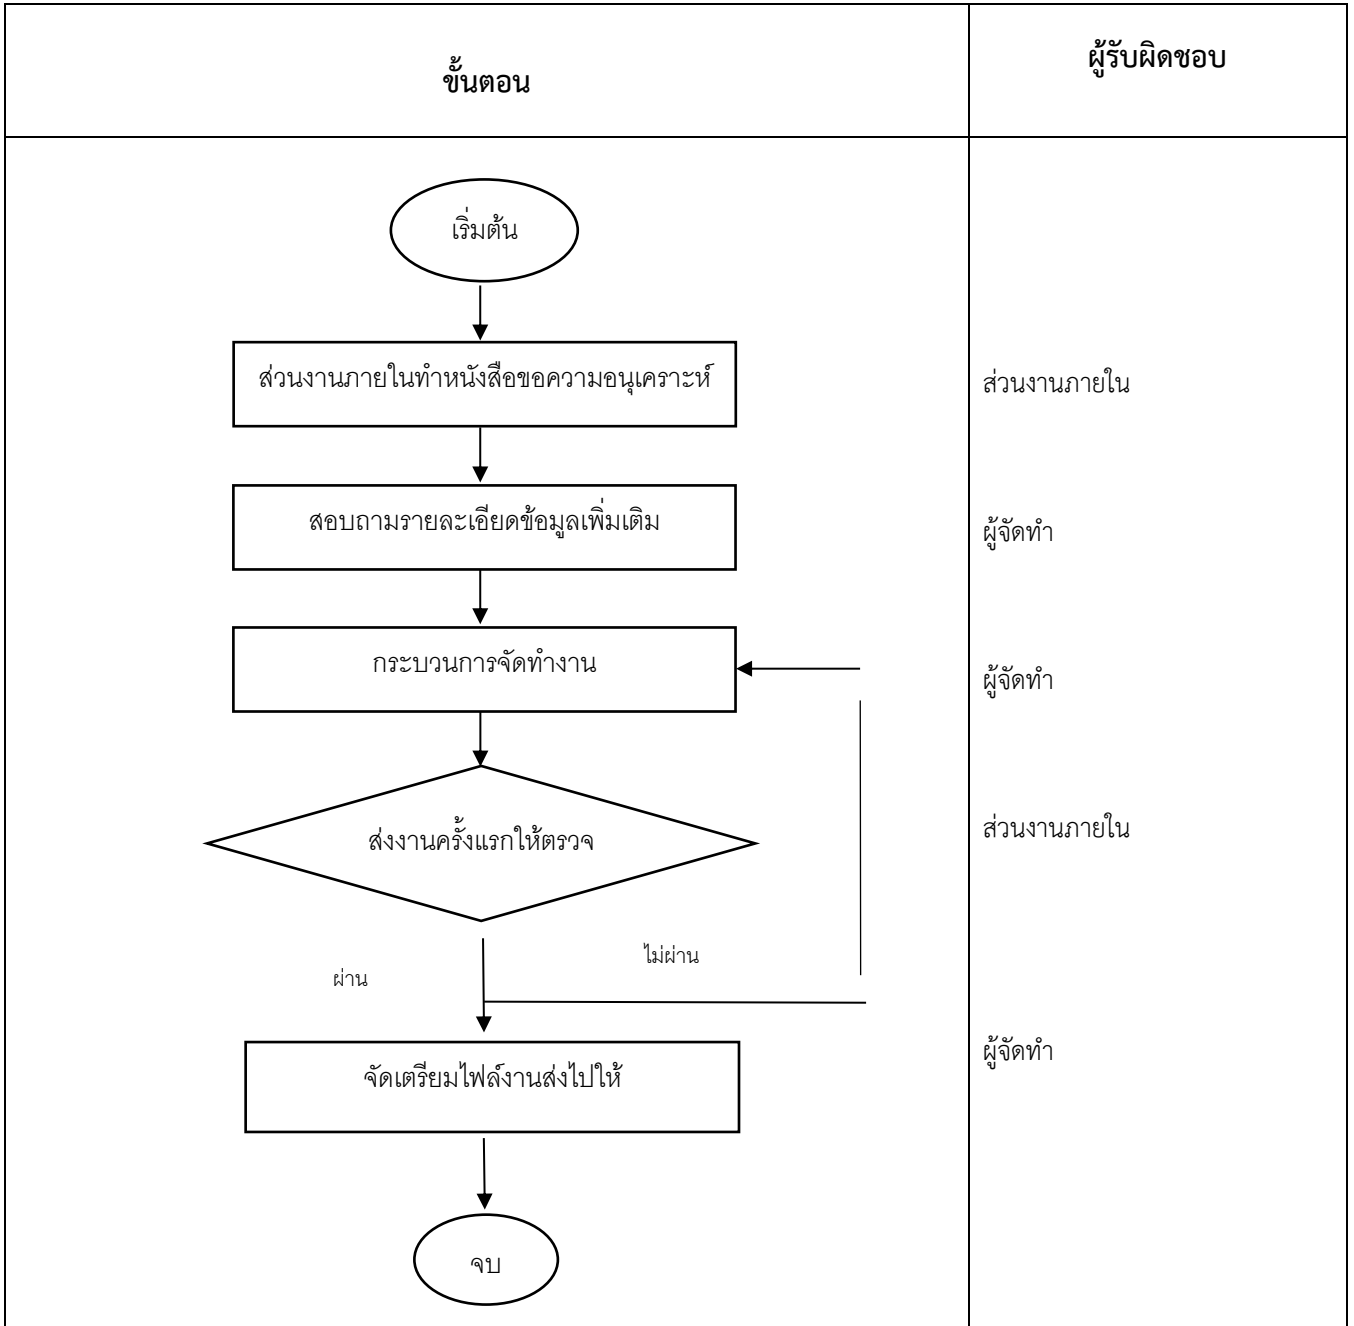 ขั้นตอน
ผู้รับผิดชอบ
เริ่มต้น
ส่วนงานภายในทำหนังสือขอความอนุเคราะห์
ส่วนงานภายใน
สอบถามรายละเอียดข้อมูลเพิ่มเติม
ผู้จัดทำ
กระบวนการจัดทำงาน
ผู้จัดทำ
ส่งงานครั้งแรกให้ตรวจ
ส่วนงานภายใน
ไม่ผ่าน
ผ่าน
จัดเตรียมไฟล์งานส่งไปให้
ผู้จัดทำ
จบ